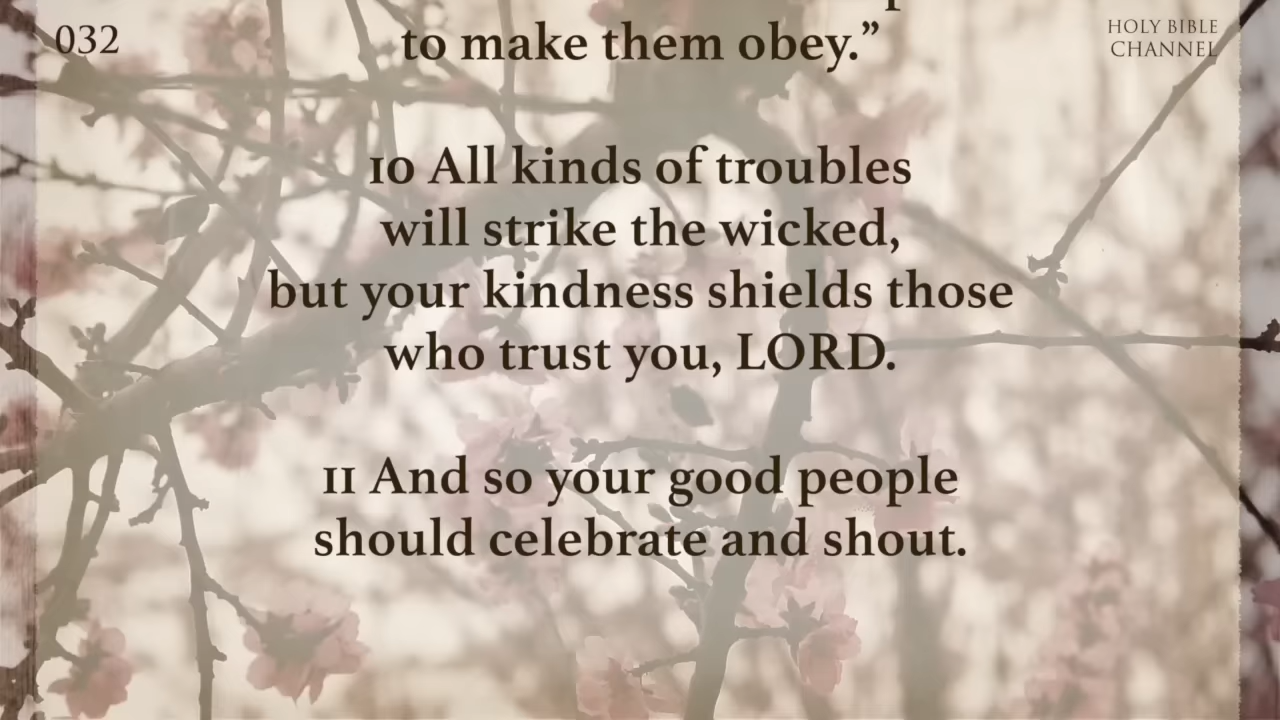 032
HOLY BIBLE
CHANNEL
to make them obey.”
10 All kinds of troubles
will strike the wicked,
but your kindness shields those
who trust you, LORD.
11 And so your good people
should celebrate and shout.